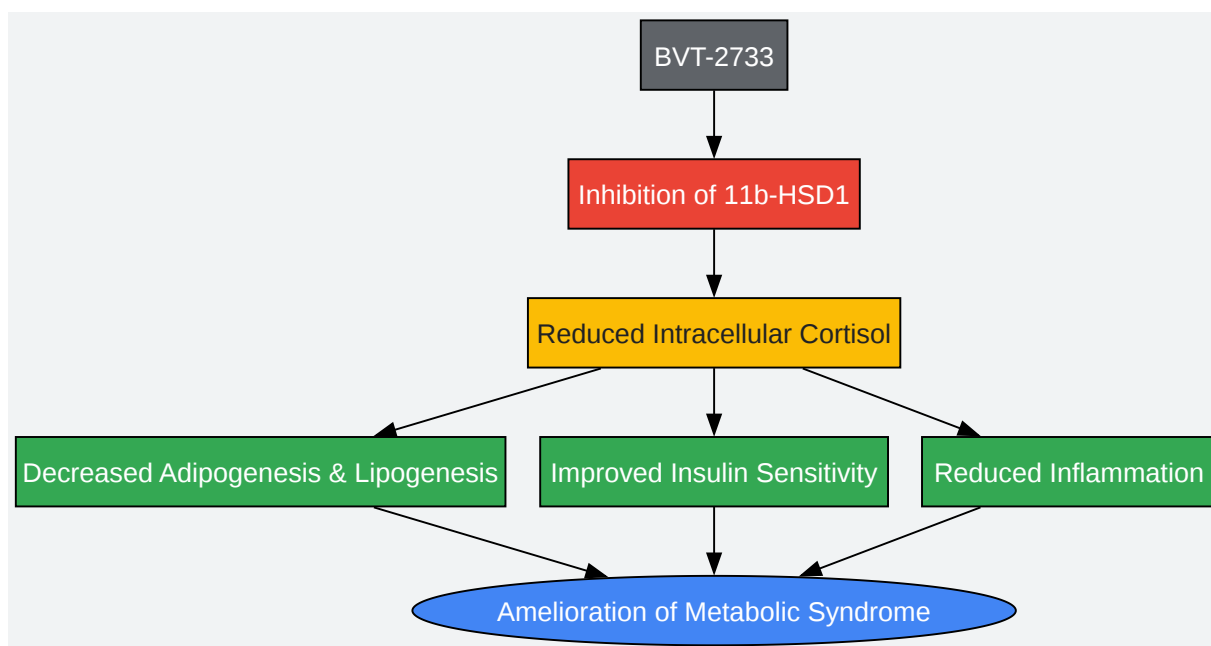 BVT-2733
Inhibition of 11b-HSD1
Reduced Intracellular Cortisol
Decreased Adipogenesis & Lipogenesis
Improved Insulin Sensitivity
Reduced Inflammation
Amelioration of Metabolic Syndrome